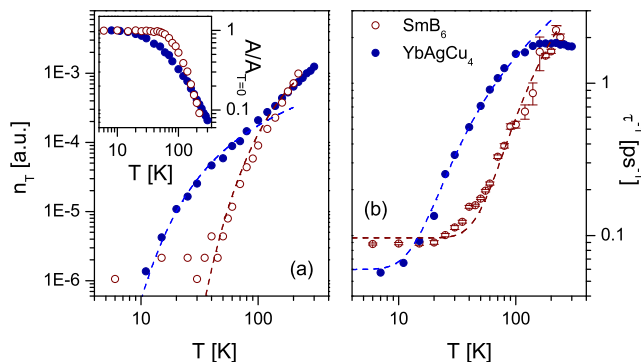 1E-3
1E-4
1E-5
1E-6
n_T [a.u.]
10
100
T [K]
(a)
1
0.1
A/A_T=0
10
100
T [K]
SmB₆
YbAgCu₄
1
0.1
τ⁻¹ [ps⁻¹]
10
100
T [K]
(b)